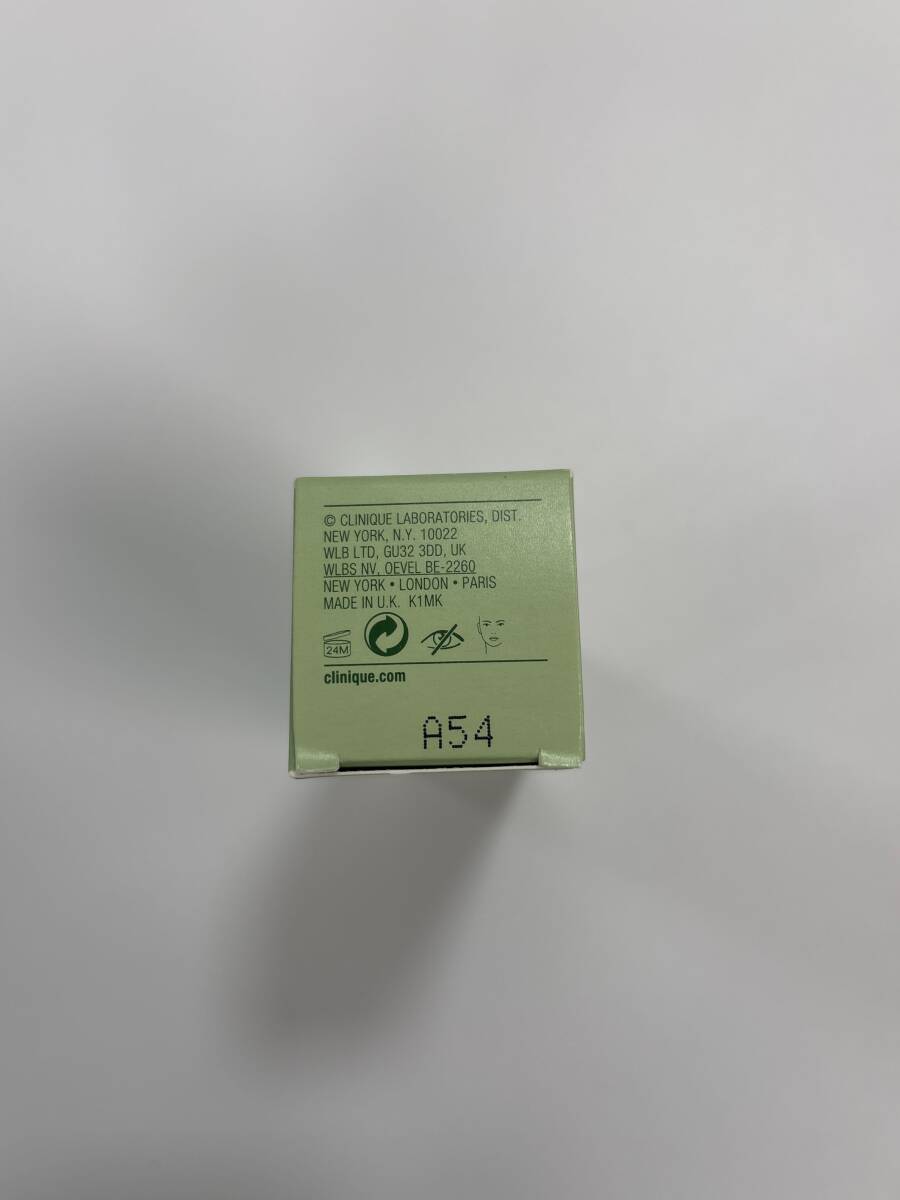 © CLINIQUE LABORATORIES, DIST.
NEW YORK, N.Y. 10022
WLB LTD, GU32 3DD, UK
WLBS NV, OEVEL BE-2260
NEW YORK • LONDON • PARIS
MADE IN U.K. K1MK
24M
clinique.com
A54